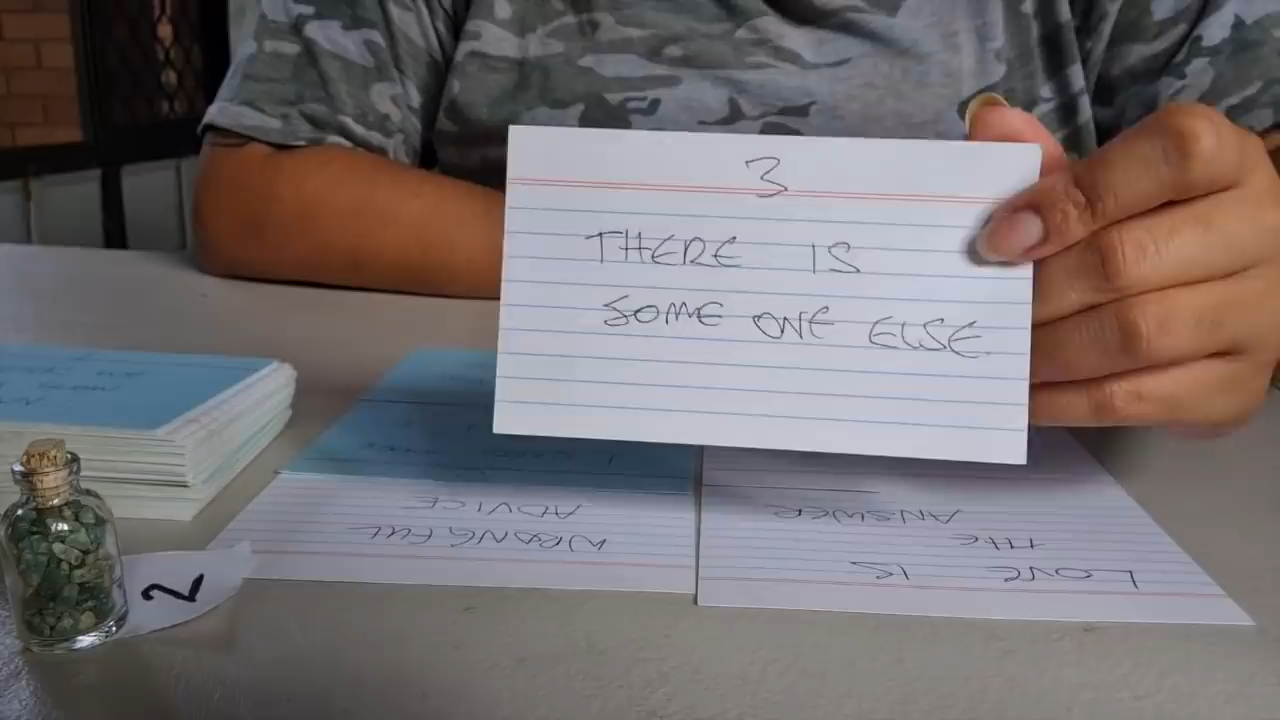 3
THERE IS
SOME ONE ELSE
WRONGFUL
ADVICE
LOVE IS
THE
ANSWER
2